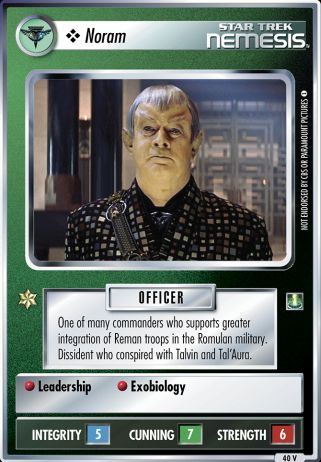 ❖ Noram
STAR TREK
NEMESIS™
NOT ENDORSED BY CBS OR PARAMOUNT PICTURES
OFFICER
One of many commanders who supports greater
integration of Reman troops in the Romulan military.
Dissident who conspired with Talvin and Tal'Aura.
Leadership Exobiology
INTEGRITY 5 CUNNING 7 STRENGTH 6
40 V